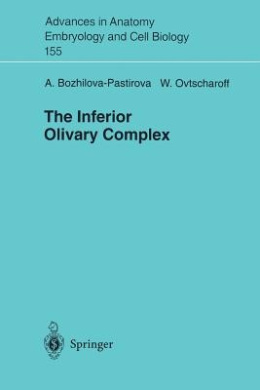 Advances in Anatomy
Embryology and Cell Biology
155
A. Bozhilova-Pastirova W. Ovtscharoff
The Inferior
Olivary Complex
Springer